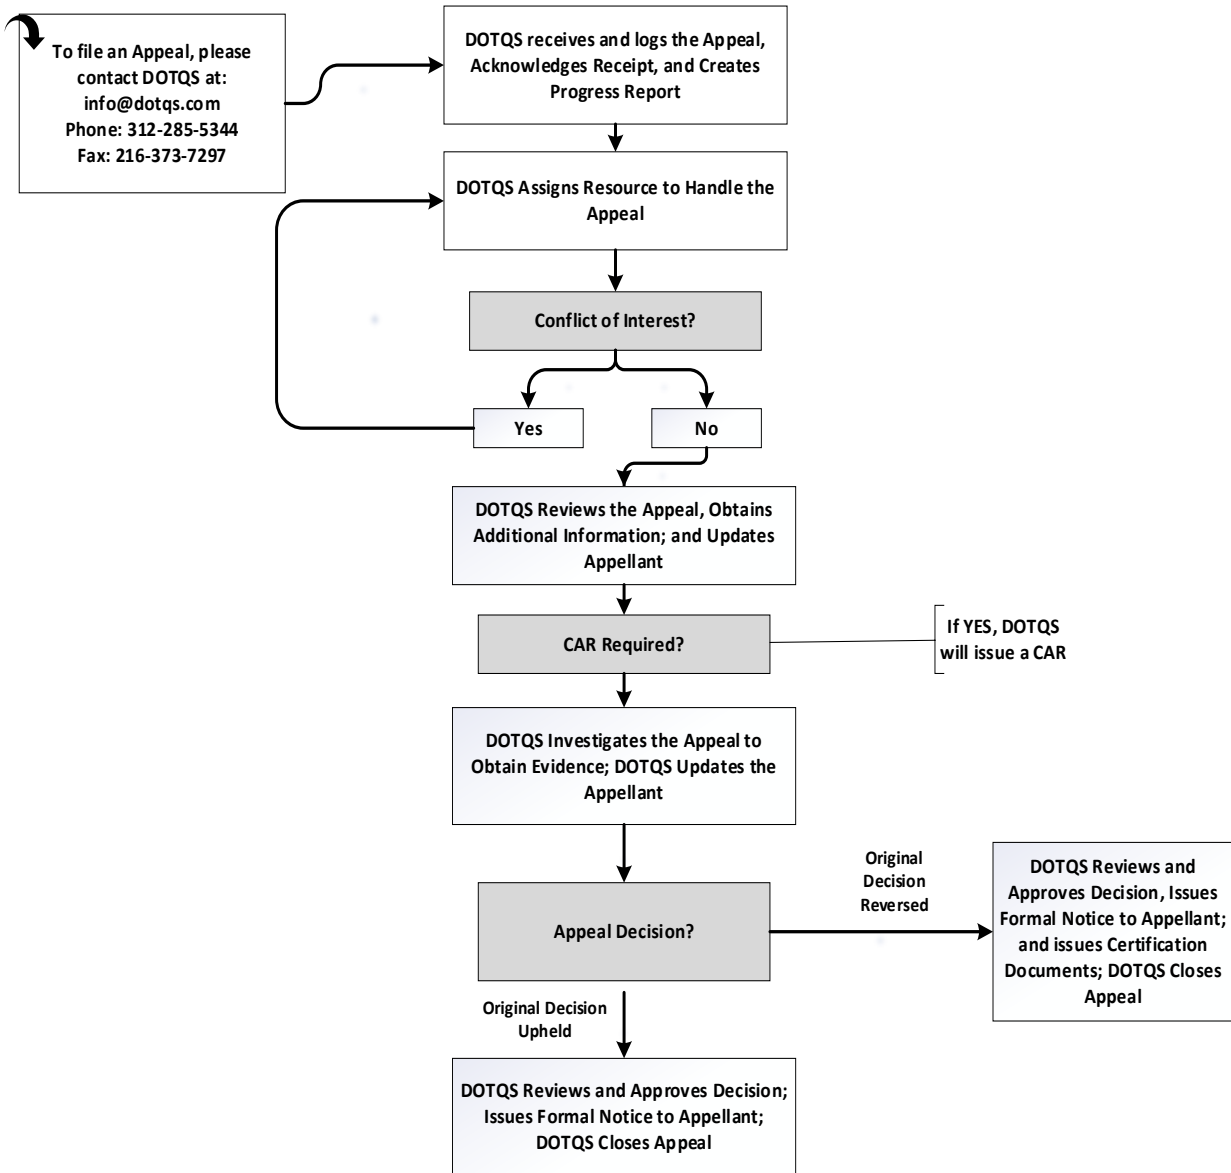 To file an Appeal, please
contact DOTQS at:
info@dotqs.com
Phone: 312-285-5344
Fax: 216-373-7297
DOTQS receives and logs the Appeal,
Acknowledges Receipt, and Creates
Progress Report
DOTQS Assigns Resource to Handle the
Appeal
Conflict of Interest?
Yes
No
DOTQS Reviews the Appeal, Obtains
Additional Information; and Updates
Appellant
CAR Required?
If YES, DOTQS
will issue a CAR
DOTQS Investigates the Appeal to
Obtain Evidence; DOTQS Updates the
Appellant
Appeal Decision?
Original
Decision
Reversed
DOTQS Reviews and
Approves Decision, Issues
Formal Notice to Appellant;
and issues Certification
Documents; DOTQS Closes
Appeal
Original Decision
Upheld
DOTQS Reviews and Approves Decision;
Issues Formal Notice to Appellant;
DOTQS Closes Appeal